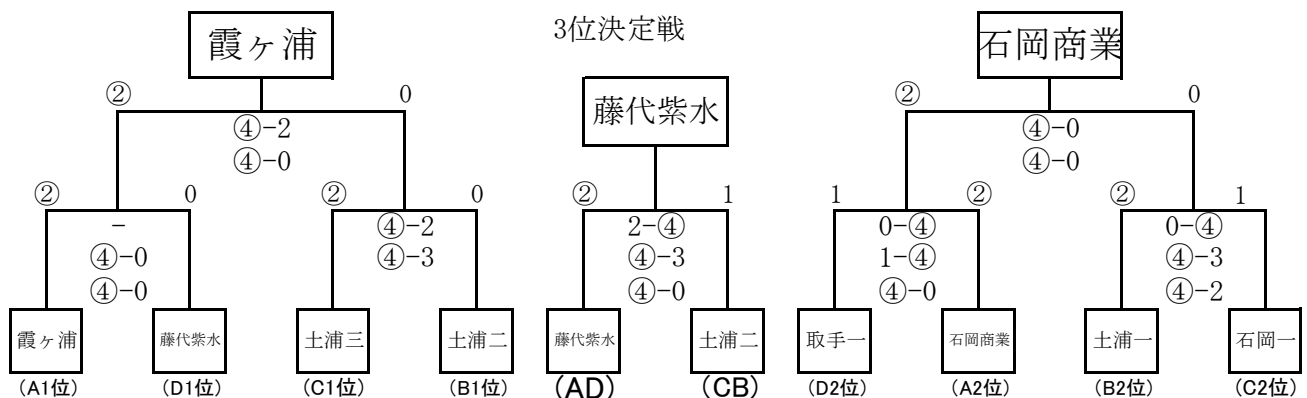 3位決定戦
霞ヶ浦
② 0
④-2
④-0
② 0
-
④-0
④-0
② 0
④-2
④-3
霞ヶ浦 藤代紫水 土浦三 土浦二
(A1位) (D1位) (C1位) (B1位)
藤代紫水
② 1
2-④
④-3
④-0
藤代紫水 土浦二
(AD) (CB)
石岡商業
② 0
④-0
④-0
1 ②
0-④
1-④
④-0
② 1
0-④
④-3
④-2
取手一 石岡商業 土浦一 石岡一
(D2位) (A2位) (B2位) (C2位)